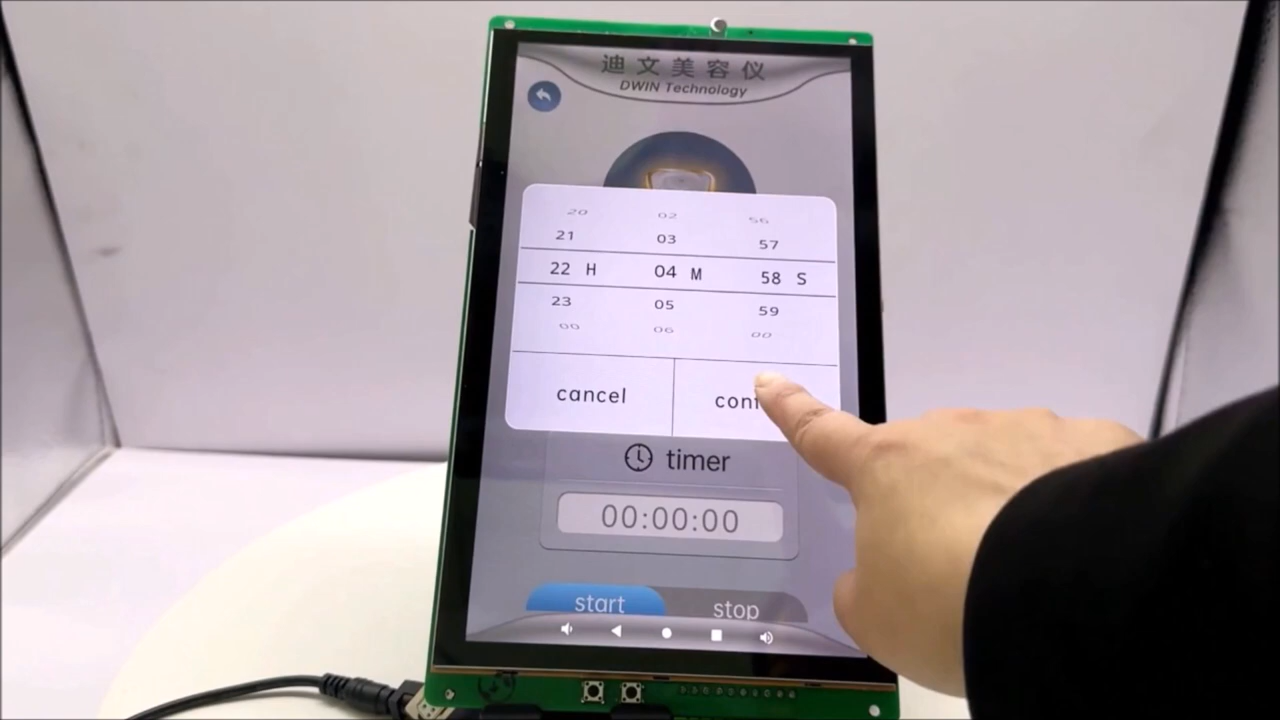 迪文美容仪
DWIN Technology
20 02 56
21 03 57
22 H 04 M 58 S
23 05 59
00 06 00
cancel
timer
00:00:00
start stop